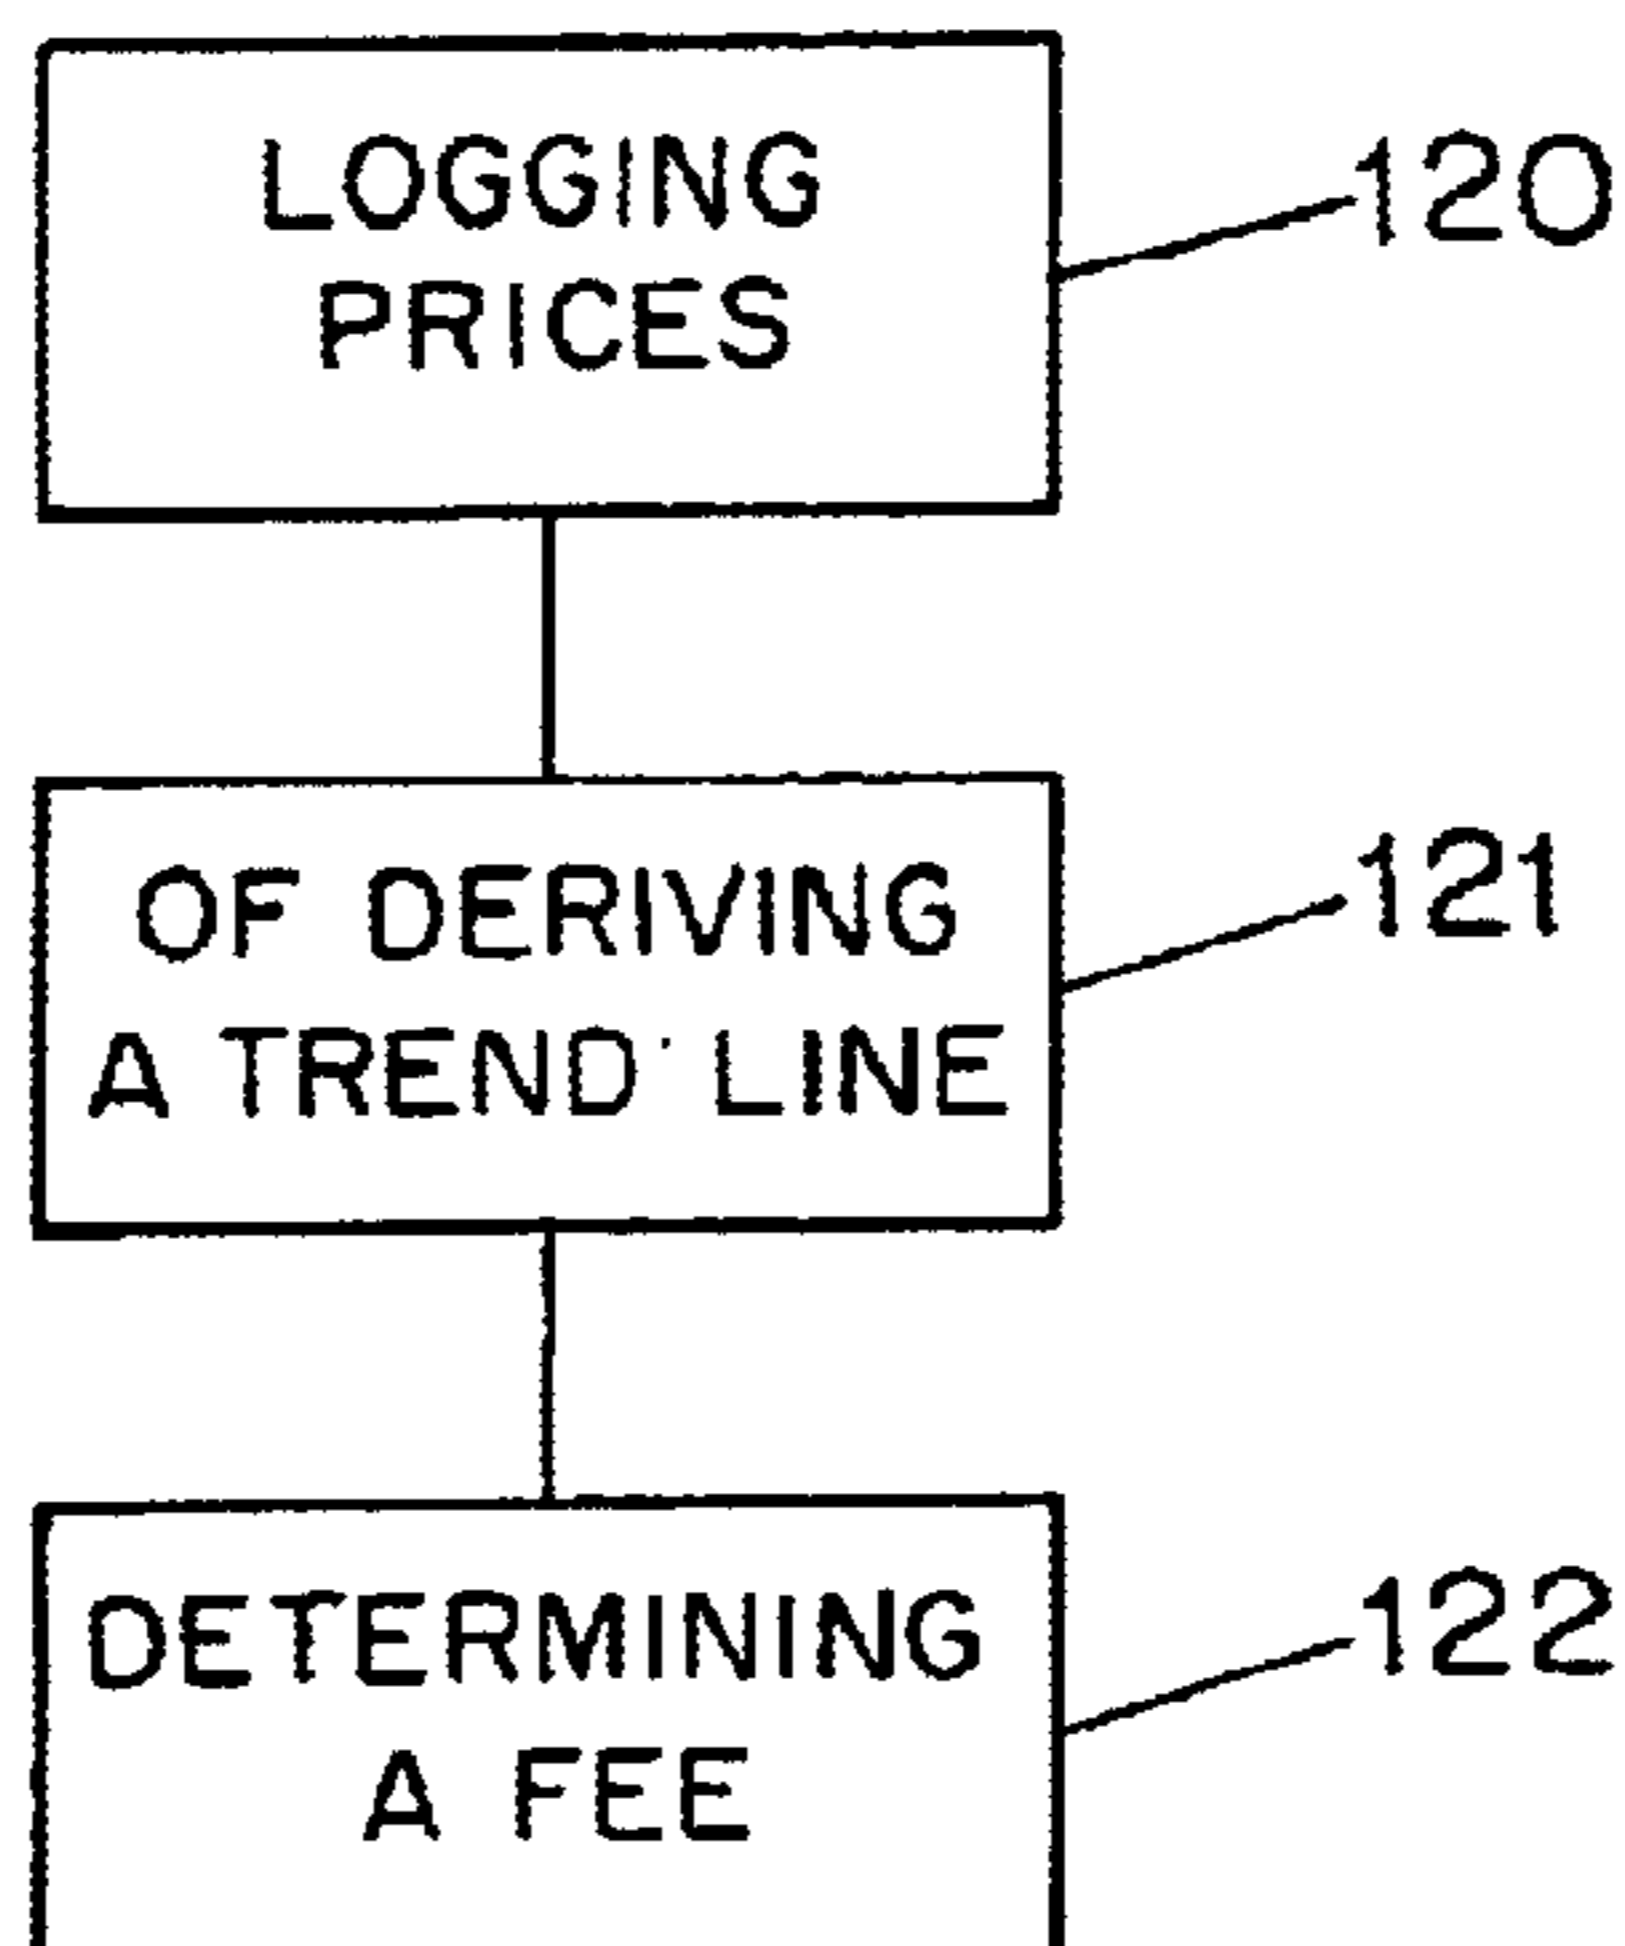 LOGGING
PRICES
120
OF DERIVING
A TREND LINE
121
DETERMINING
A FEE
122